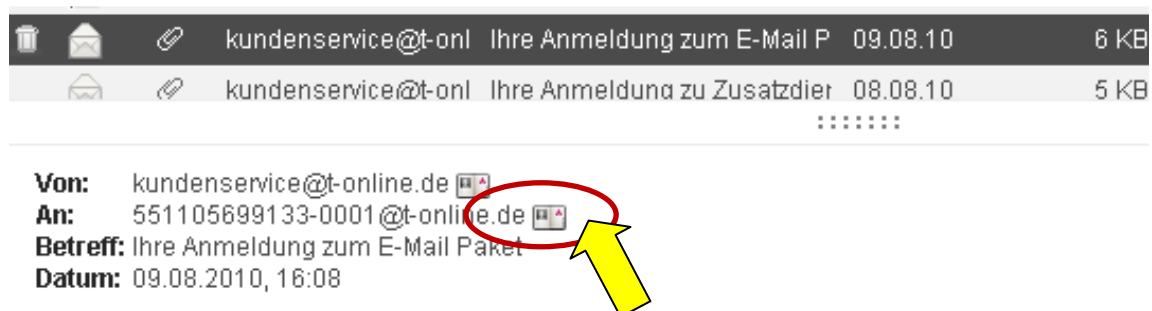 kundenservice@t-onl Ihre Anmeldung zum E-Mail P 09.08.10 6 KB
kundenservice@t-onl Ihre Anmeldung zu Zusatzdier 08.08.10 5 KB
Von: kundenservice@t-online.de
An: 551105699133-0001@t-online.de
Betreff: Ihre Anmeldung zum E-Mail Paket
Datum: 09.08.2010, 16:08